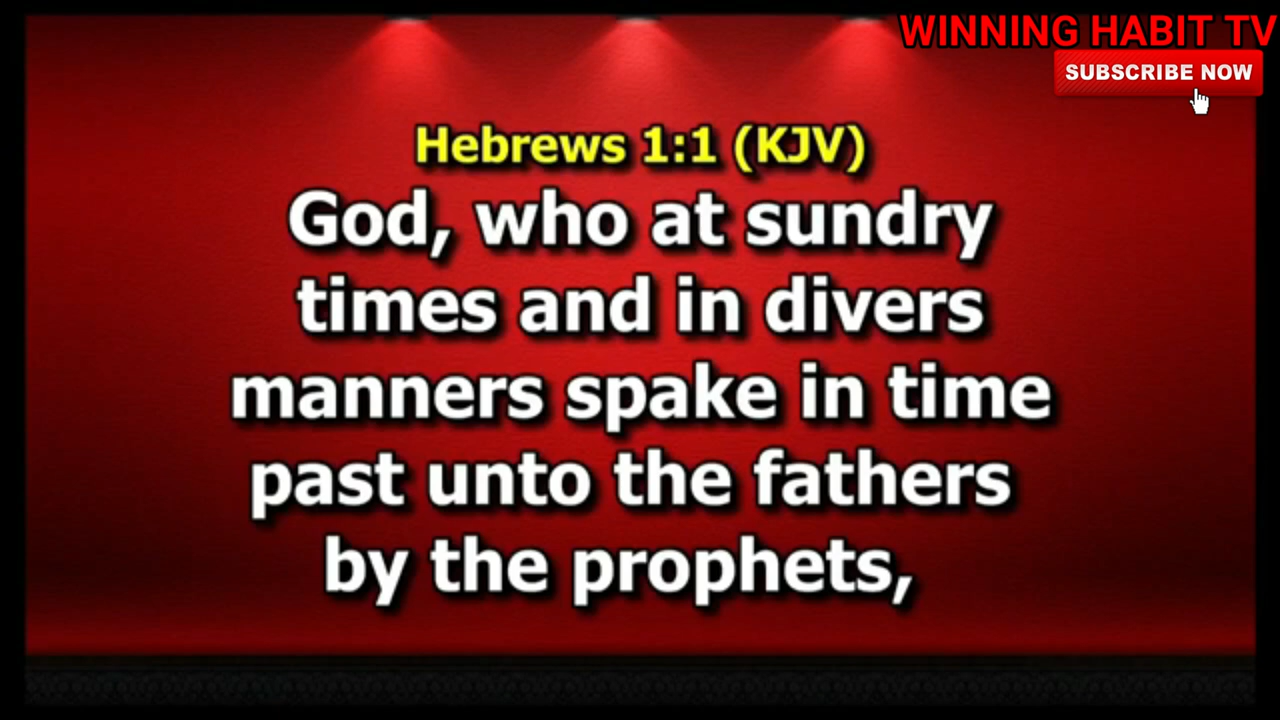 WINNING HABIT TV
SUBSCRIBE NOW
Hebrews 1:1 (KJV)
God, who at sundry
times and in divers
manners spake in time
past unto the fathers
by the prophets,